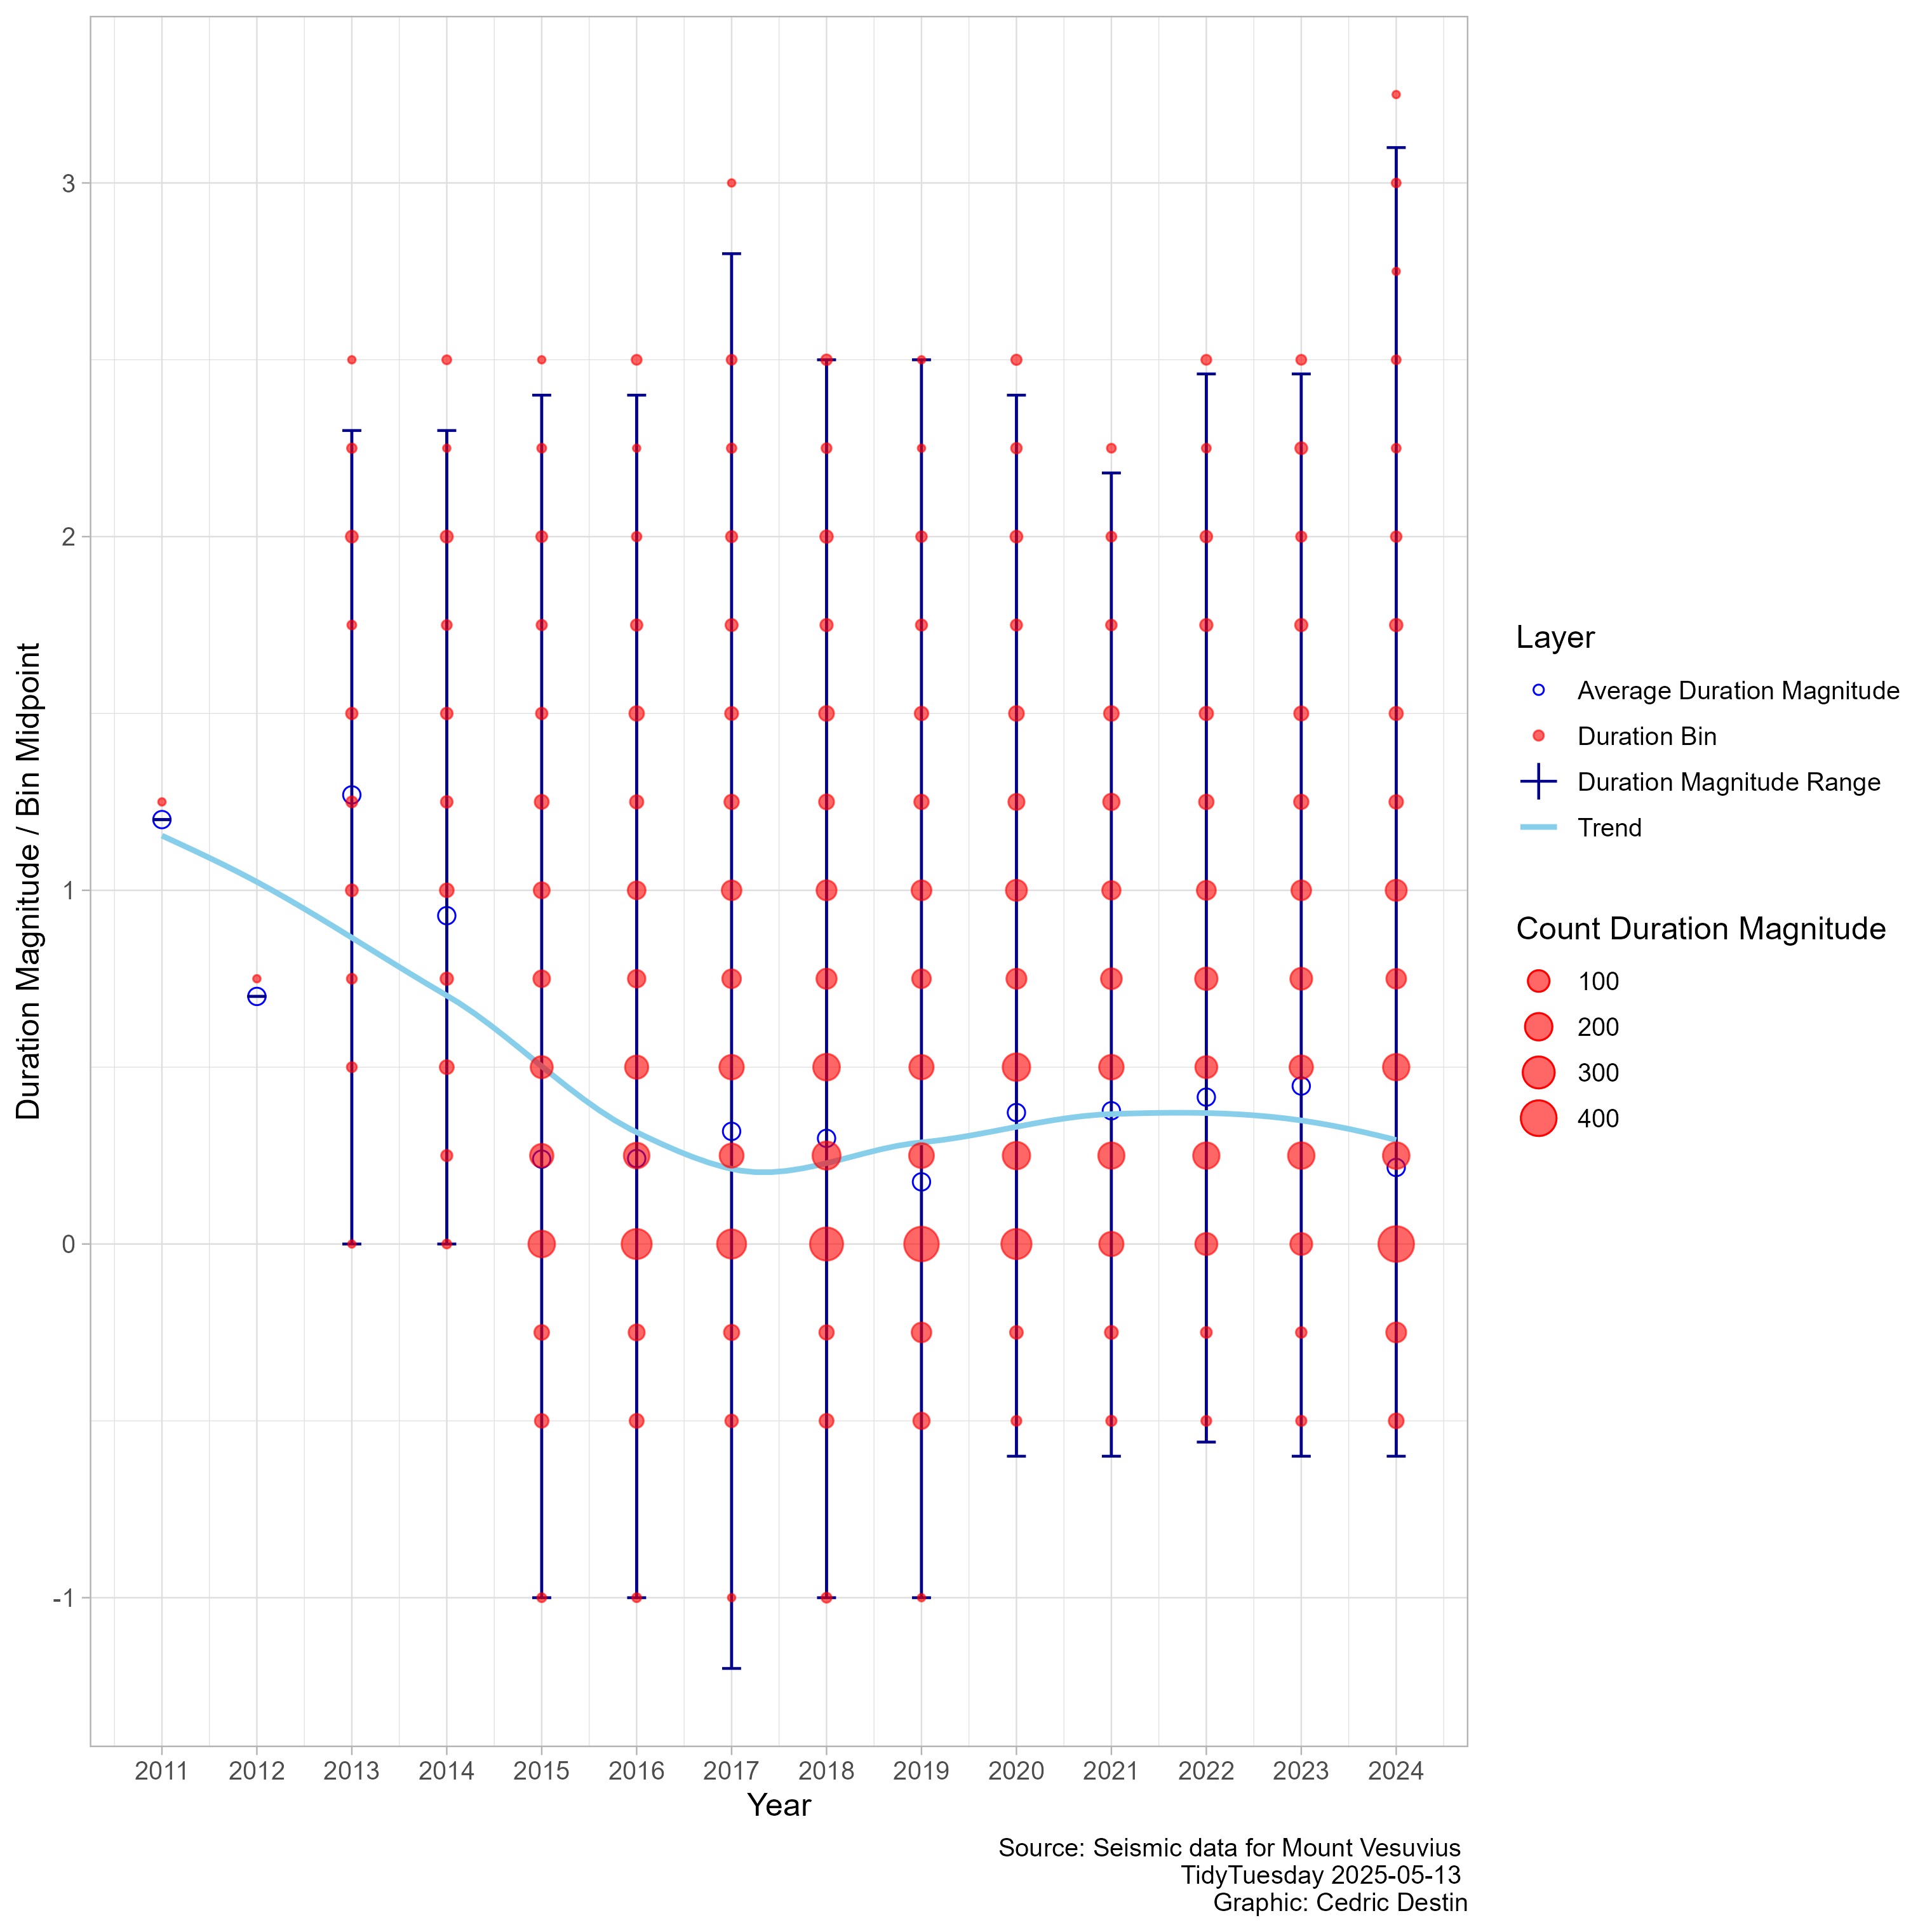 3
2
1
0
-1
Duration Magnitude / Bin Midpoint
2011 2012 2013 2014 2015 2016 2017 2018 2019 2020 2021 2022 2023 2024
Year
Layer
Average Duration Magnitude
Duration Bin
Duration Magnitude Range
Trend
Count Duration Magnitude
100
200
300
400
Source: Seismic data for Mount Vesuvius
TidyTuesday 2025-05-13
Graphic: Cedric Destin